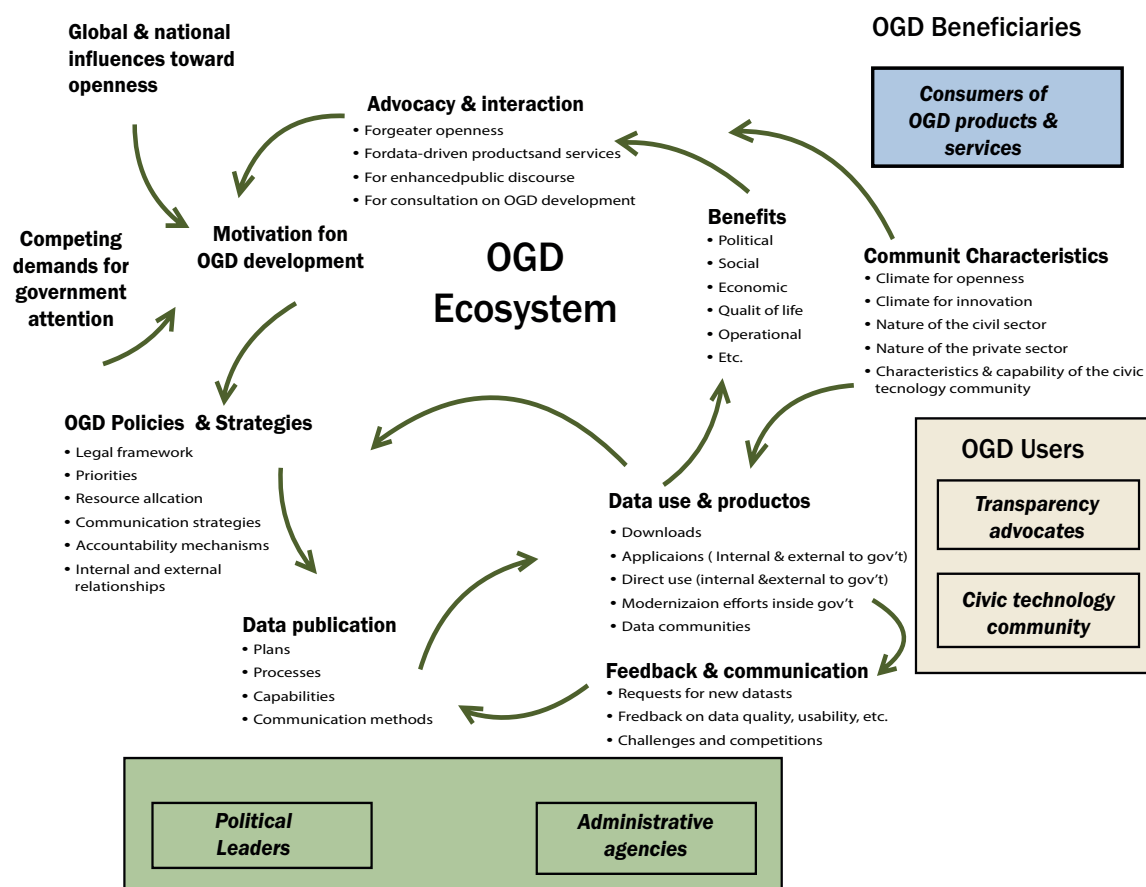 Global & national
influences toward
openness
OGD Beneficiaries
Consumers of
OGD products &
services
Advocacy & interaction
• Forgeater openness
• Fordata-driven productsand services
• For enhancedpublic discourse
• For consultation on OGD development
Competing
demands for
government
attention
Motivation fon
OGD development
OGD
Ecosystem
Benefits
• Political
• Social
• Economic
• Qualit of life
• Operational
• Etc.
Communit Characteristics
• Climate for openness
• Climate for innovation
• Nature of the civil sector
• Nature of the private sector
• Characteristics & capability of the civic
tecnology community
OGD Policies & Strategies
• Legal framework
• Priorities
• Resource allcation
• Communication strategies
• Accountability mechanisms
• Internal and external
relationships
Data use & productos
• Downloads
• Applicaions ( Internal & external to gov't)
• Direct use (internal &external to gov't)
• Modernizaion efforts inside gov't
• Data communities
OGD Users
Transparency
advocates
Civic technology
community
Data publication
• Plans
• Processes
• Capabilities
• Communication methods
Feedback & communication
• Requests for new datasts
• Fredback on data quality, usability, etc.
• Challenges and competitions
Political
Leaders
Administrative
agencies